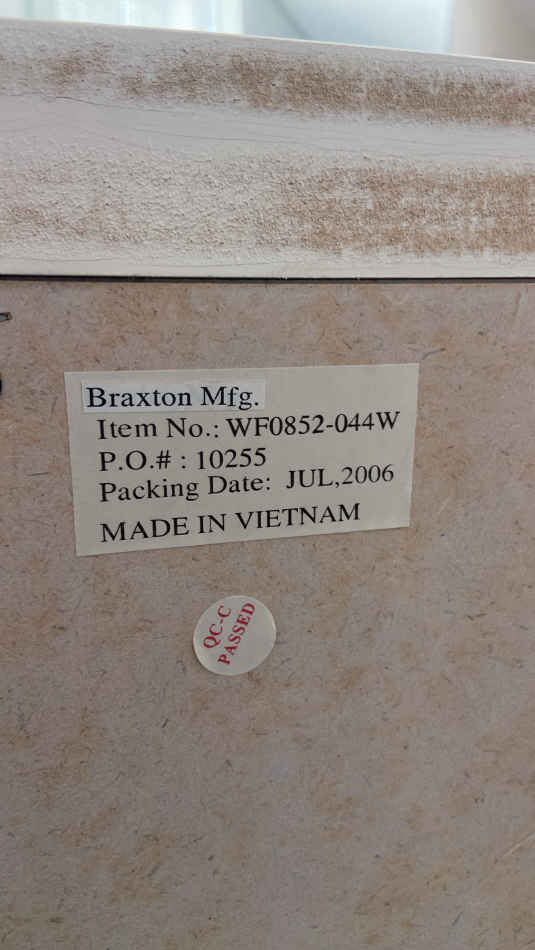 Braxton Mfg.
Item No.: WF0852-044W
P.O.# : 10255
Packing Date: JUL,2006
MADE IN VIETNAM
QC-C
PASSED